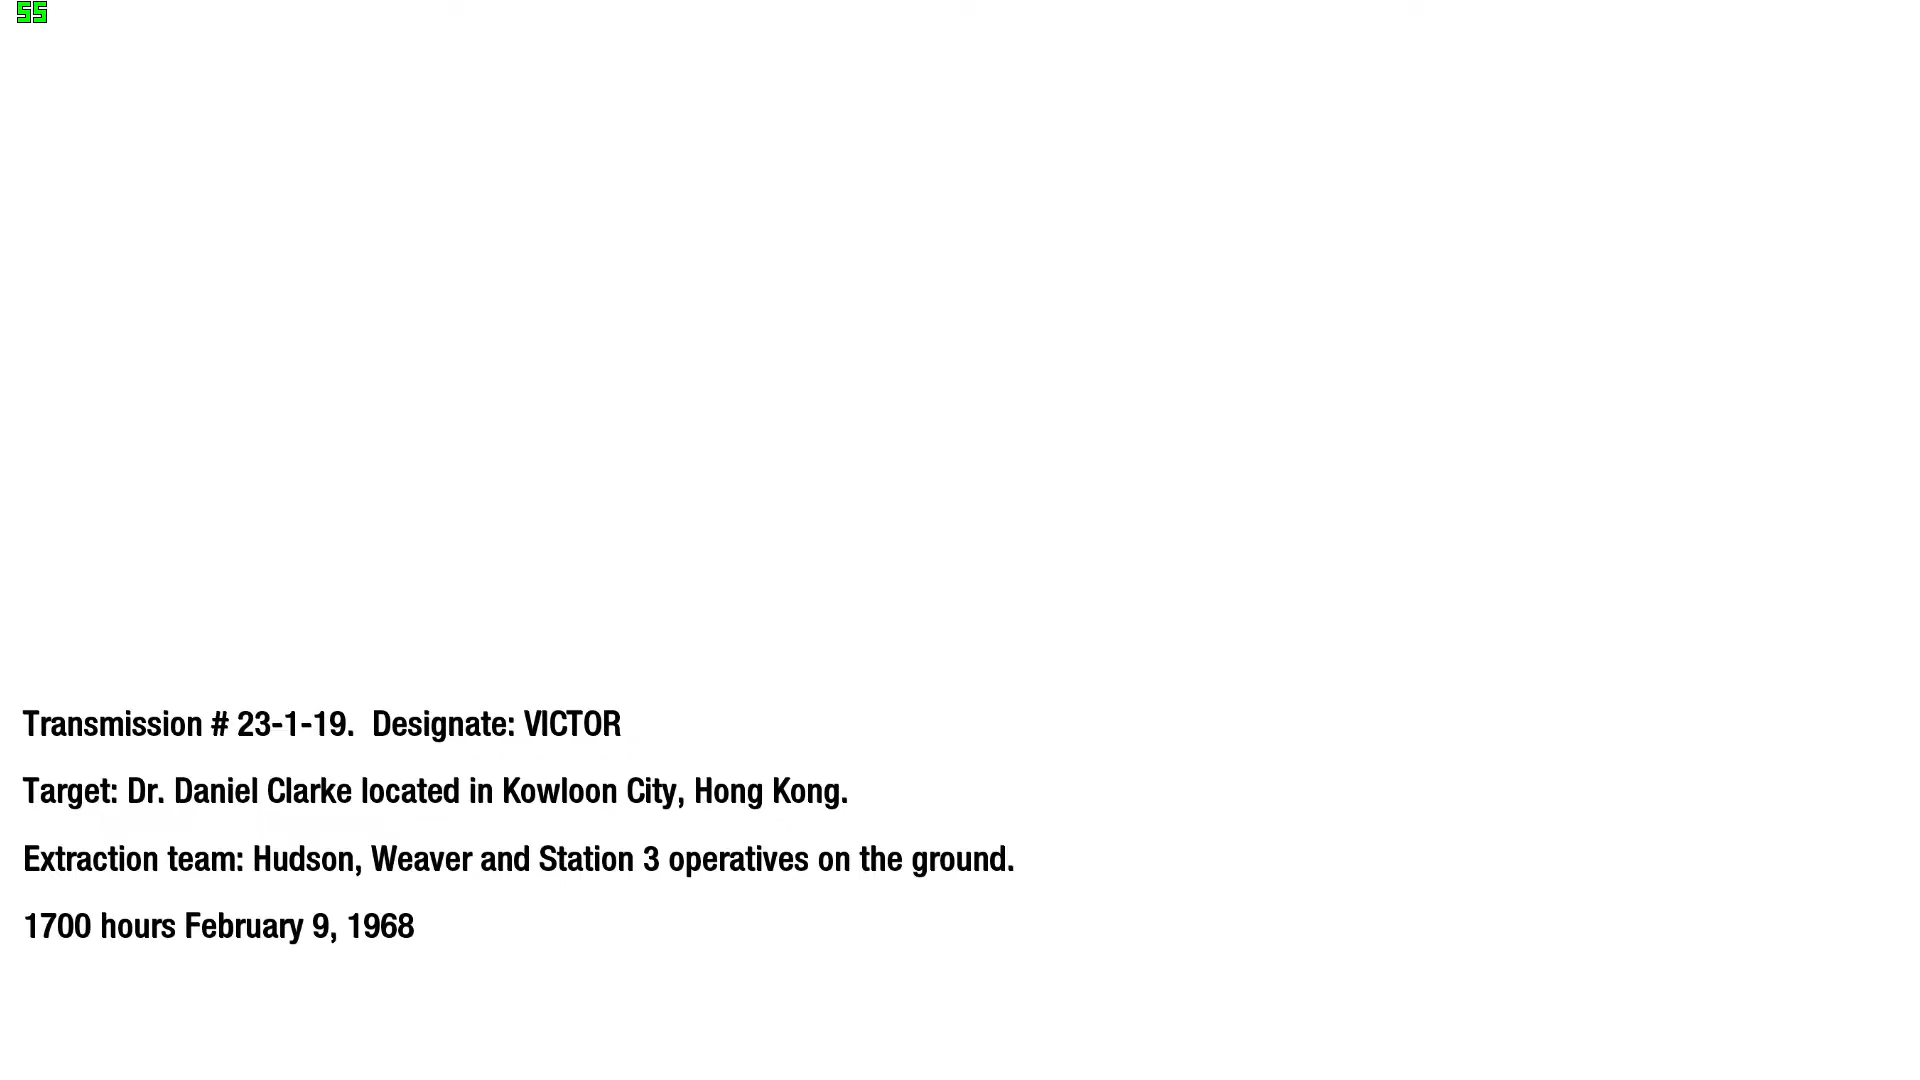 55
Transmission # 23-1-19.  Designate: VICTOR
Target: Dr. Daniel Clarke located in Kowloon City, Hong Kong.
Extraction team: Hudson, Weaver and Station 3 operatives on the ground.
1700 hours February 9, 1968